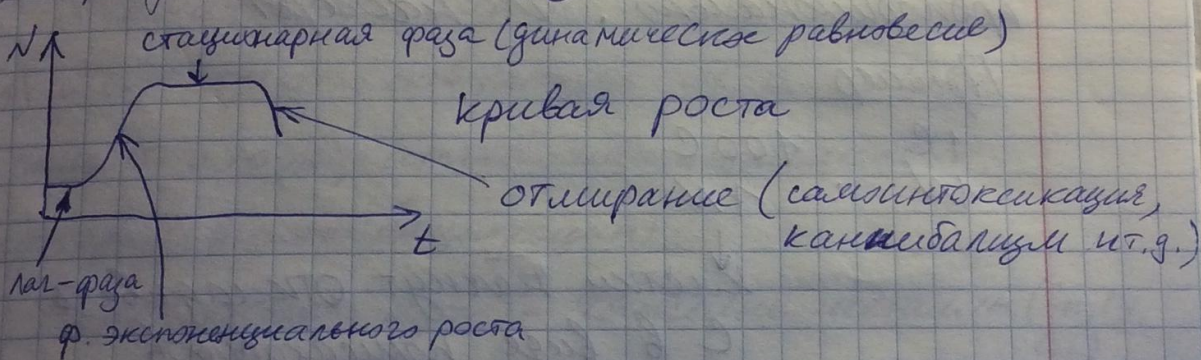 N
стационарная фаза (динамическое равновесие)
кривая роста
отмирание (самоинтоксикация,
каннибализм и т.д.)
t
лаг-фаза
ф. экспоненциального роста